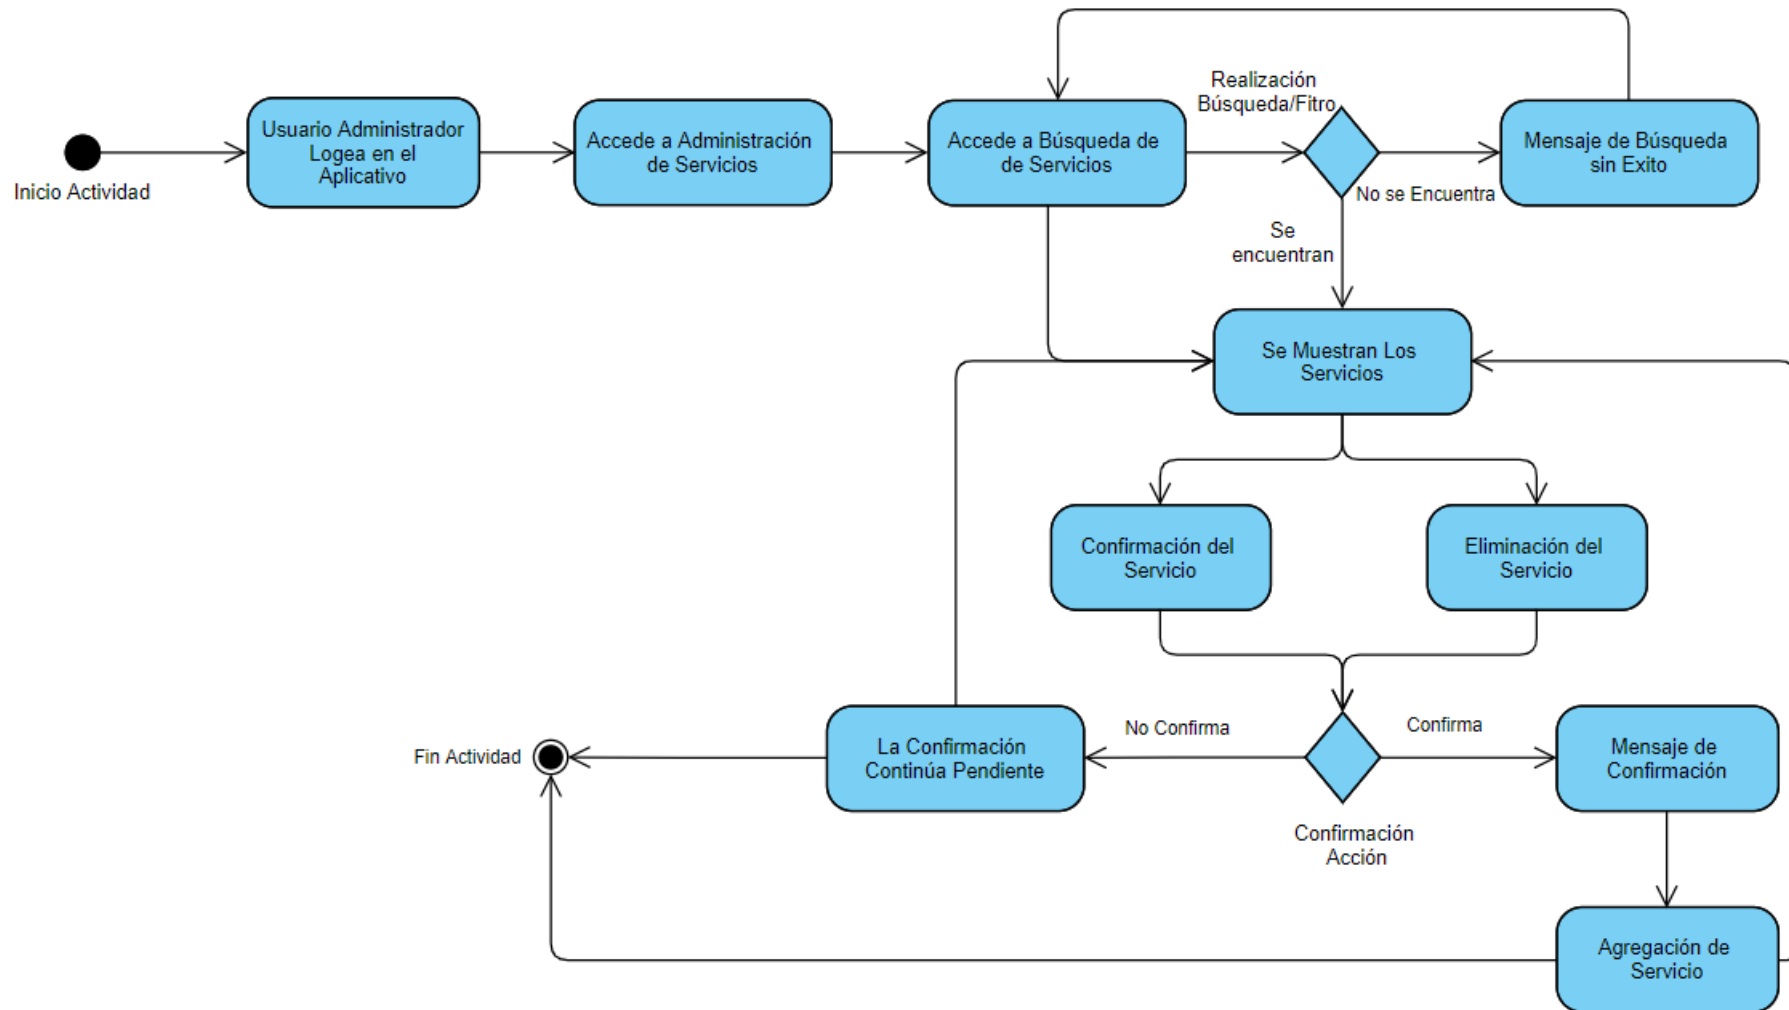 Inicio Actividad
Usuario Administrador
Logea en el
Aplicativo
Accede a Administración
de Servicios
Accede a Búsqueda de
de Servicios
Realización
Búsqueda/Fitro
No se Encuentra
Mensaje de Búsqueda
sin Exito
Se
encuentran
Se Muestran Los
Servicios
Confirmación del
Servicio
Eliminación del
Servicio
Confirmación
Acción
No Confirma
Confirma
La Confirmación
Continúa Pendiente
Fin Actividad
Mensaje de
Confirmación
Agregación de
Servicio